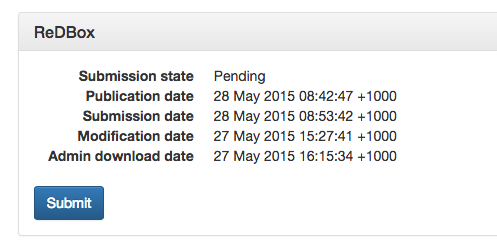 ReDBox
Submission state Pending
Publication date 28 May 2015 08:42:47 +1000
Submission date 28 May 2015 08:53:42 +1000
Modification date 27 May 2015 15:27:41 +1000
Admin download date 27 May 2015 16:15:34 +1000
Submit